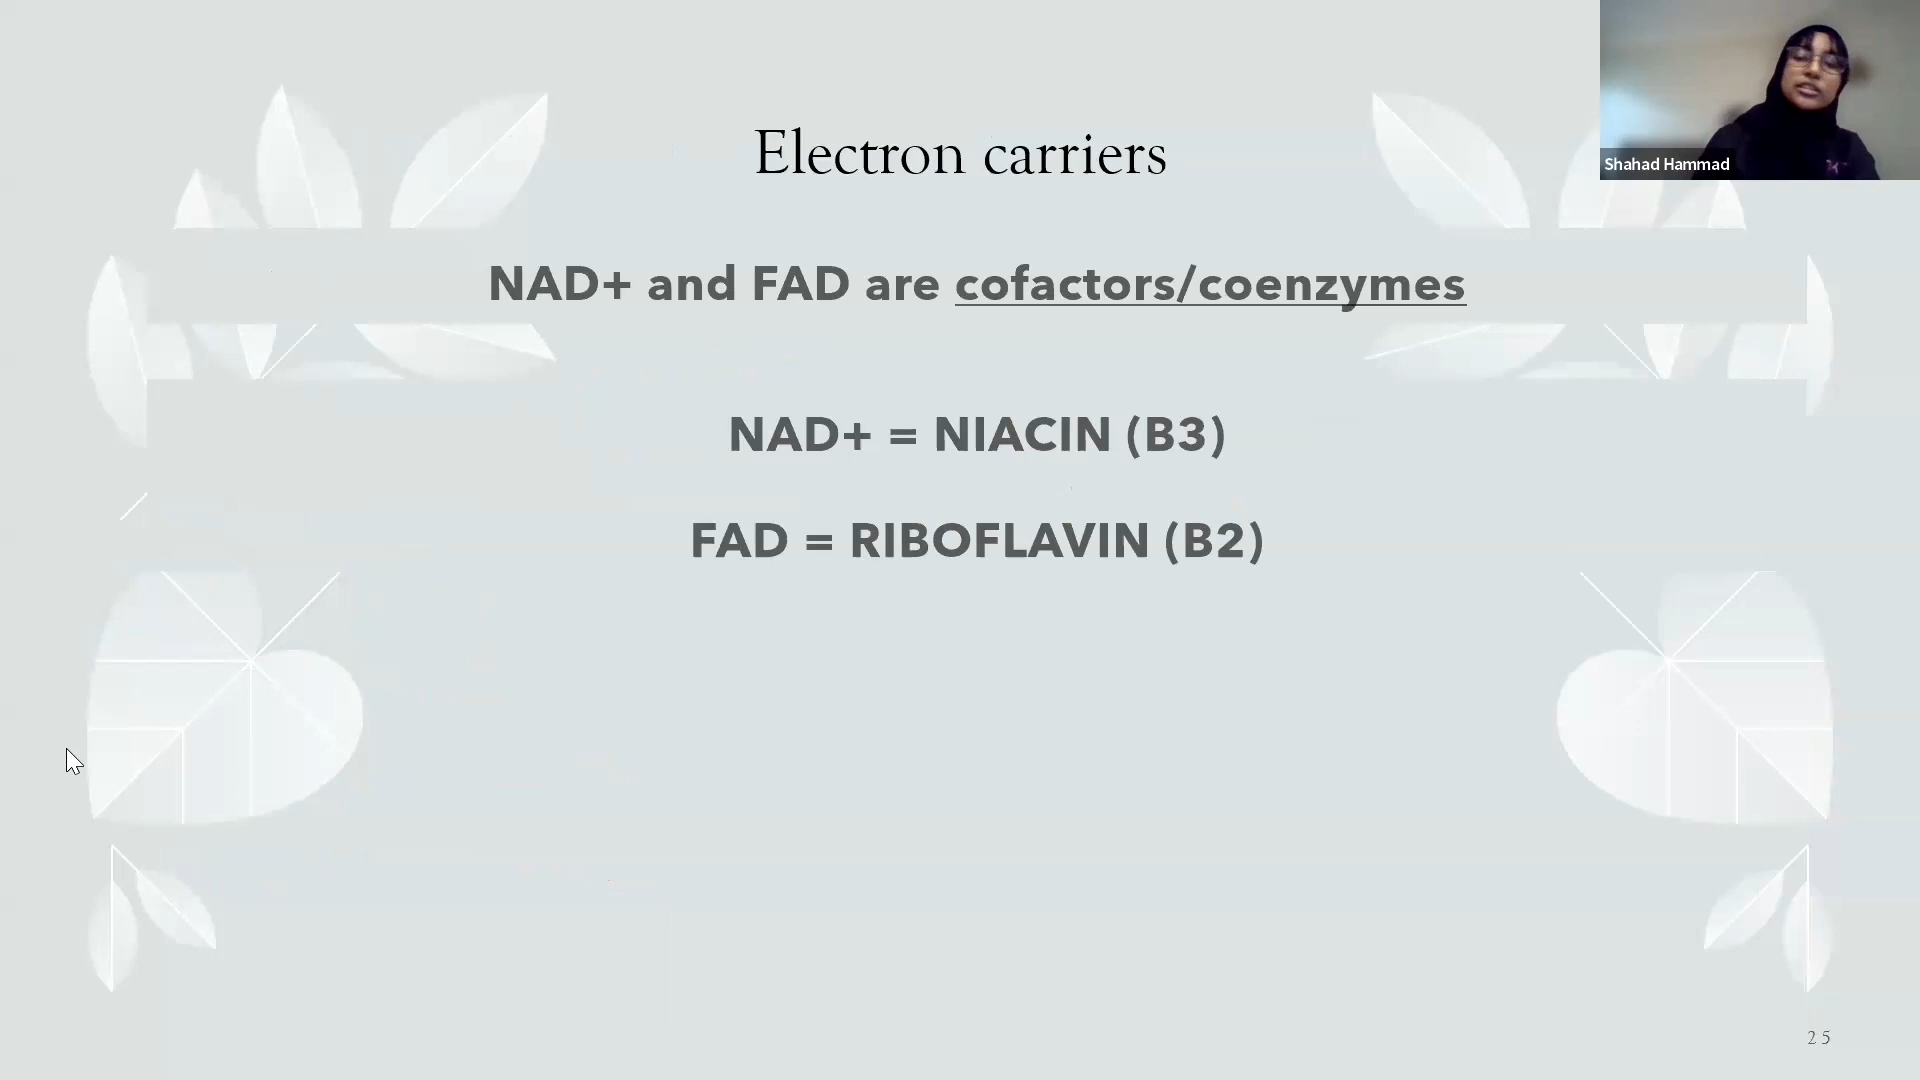 Electron carriers
Shahad Hammad
NAD+ and FAD are cofactors/coenzymes
NAD+ = NIACIN (B3)
FAD = RIBOFLAVIN (B2)
25